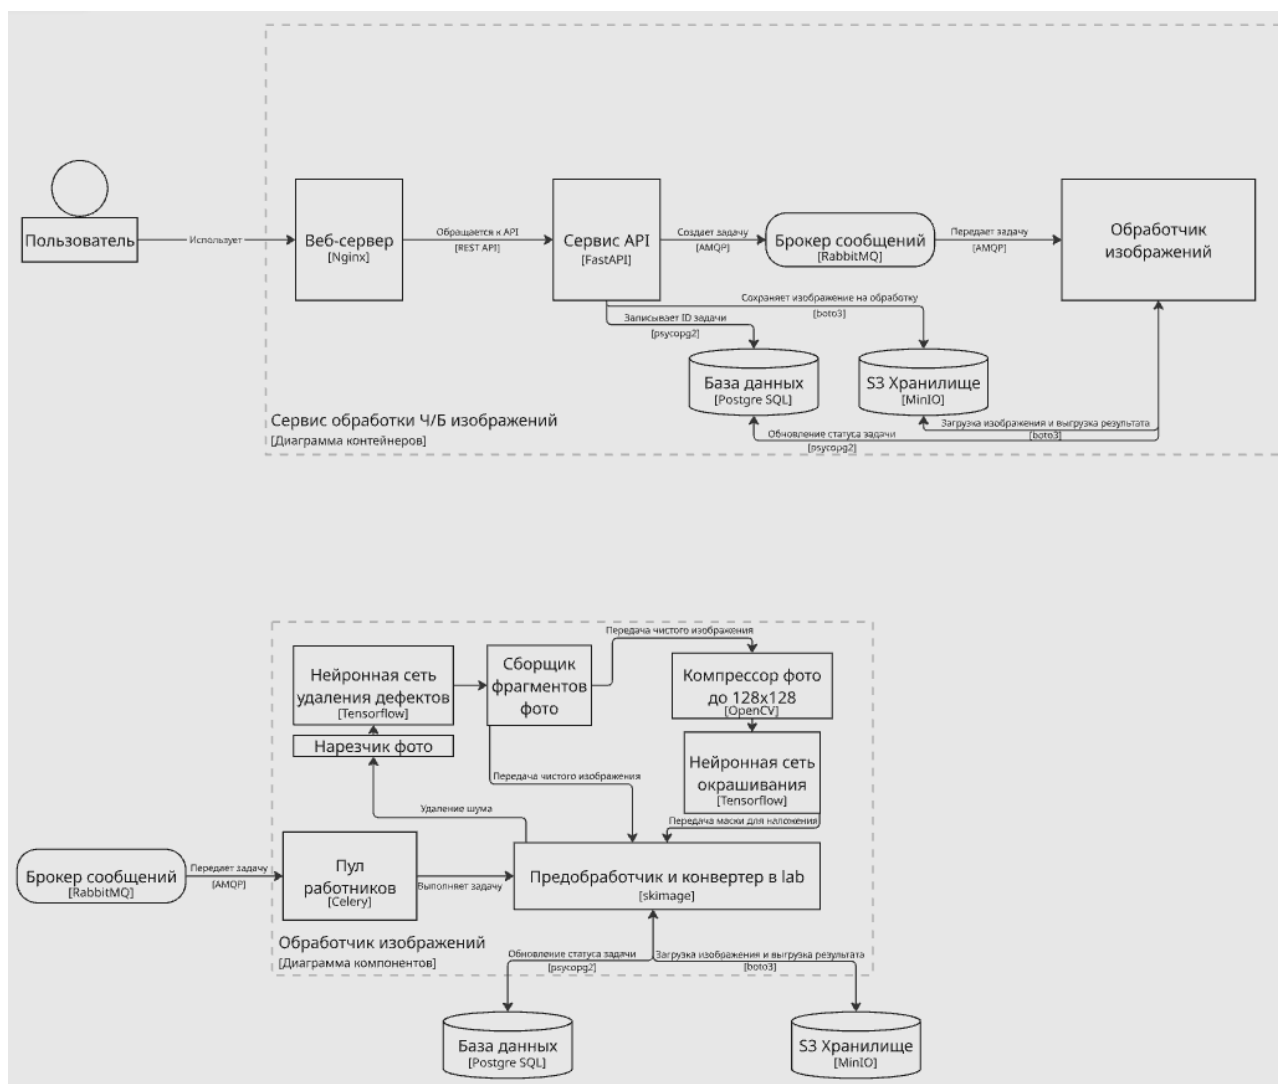 Пользователь
Использует
Веб-сервер
[Nginx]
Обращается к API
[REST API]
Сервис API
[FastAPI]
Создает задачу
[AMQP]
Брокер сообщений
[RabbitMQ]
Передает задачу
[AMQP]
Обработчик
изображений
Сохраняет изображение на обработку
[boto3]
Записывает ID задачи
[psycopg2]
База данных
[Postgre SQL]
S3 Хранилище
[MinIO]
Сервис обработки Ч/Б изображений
[Диаграмма контейнеров]
Загрузка изображения и выгрузка результата
[boto3]
Обновление статуса задачи
[psycopg2]
Передача чистого изображения
Нейронная сеть
удаления дефектов
[Tensorflow]
Сборщик
фрагментов
фото
Компрессор фото
до 128x128
[OpenCV]
Нарезчик фото
Нейронная сеть
окрашивания
[Tensorflow]
Передача чистого изображения
Удаление шума
Передача маски для наложения
Брокер сообщений
[RabbitMQ]
Передает задачу
[AMQP]
Пул
работников
[Celery]
Выполняет задачу
Предобработчик и конвертер в lab
[skimage]
Обработчик изображений
[Диаграмма компонентов]
Обновление статуса задачи
[psycopg2]
Загрузка изображения и выгрузка результата
[boto3]
База данных
[Postgre SQL]
S3 Хранилище
[MinIO]